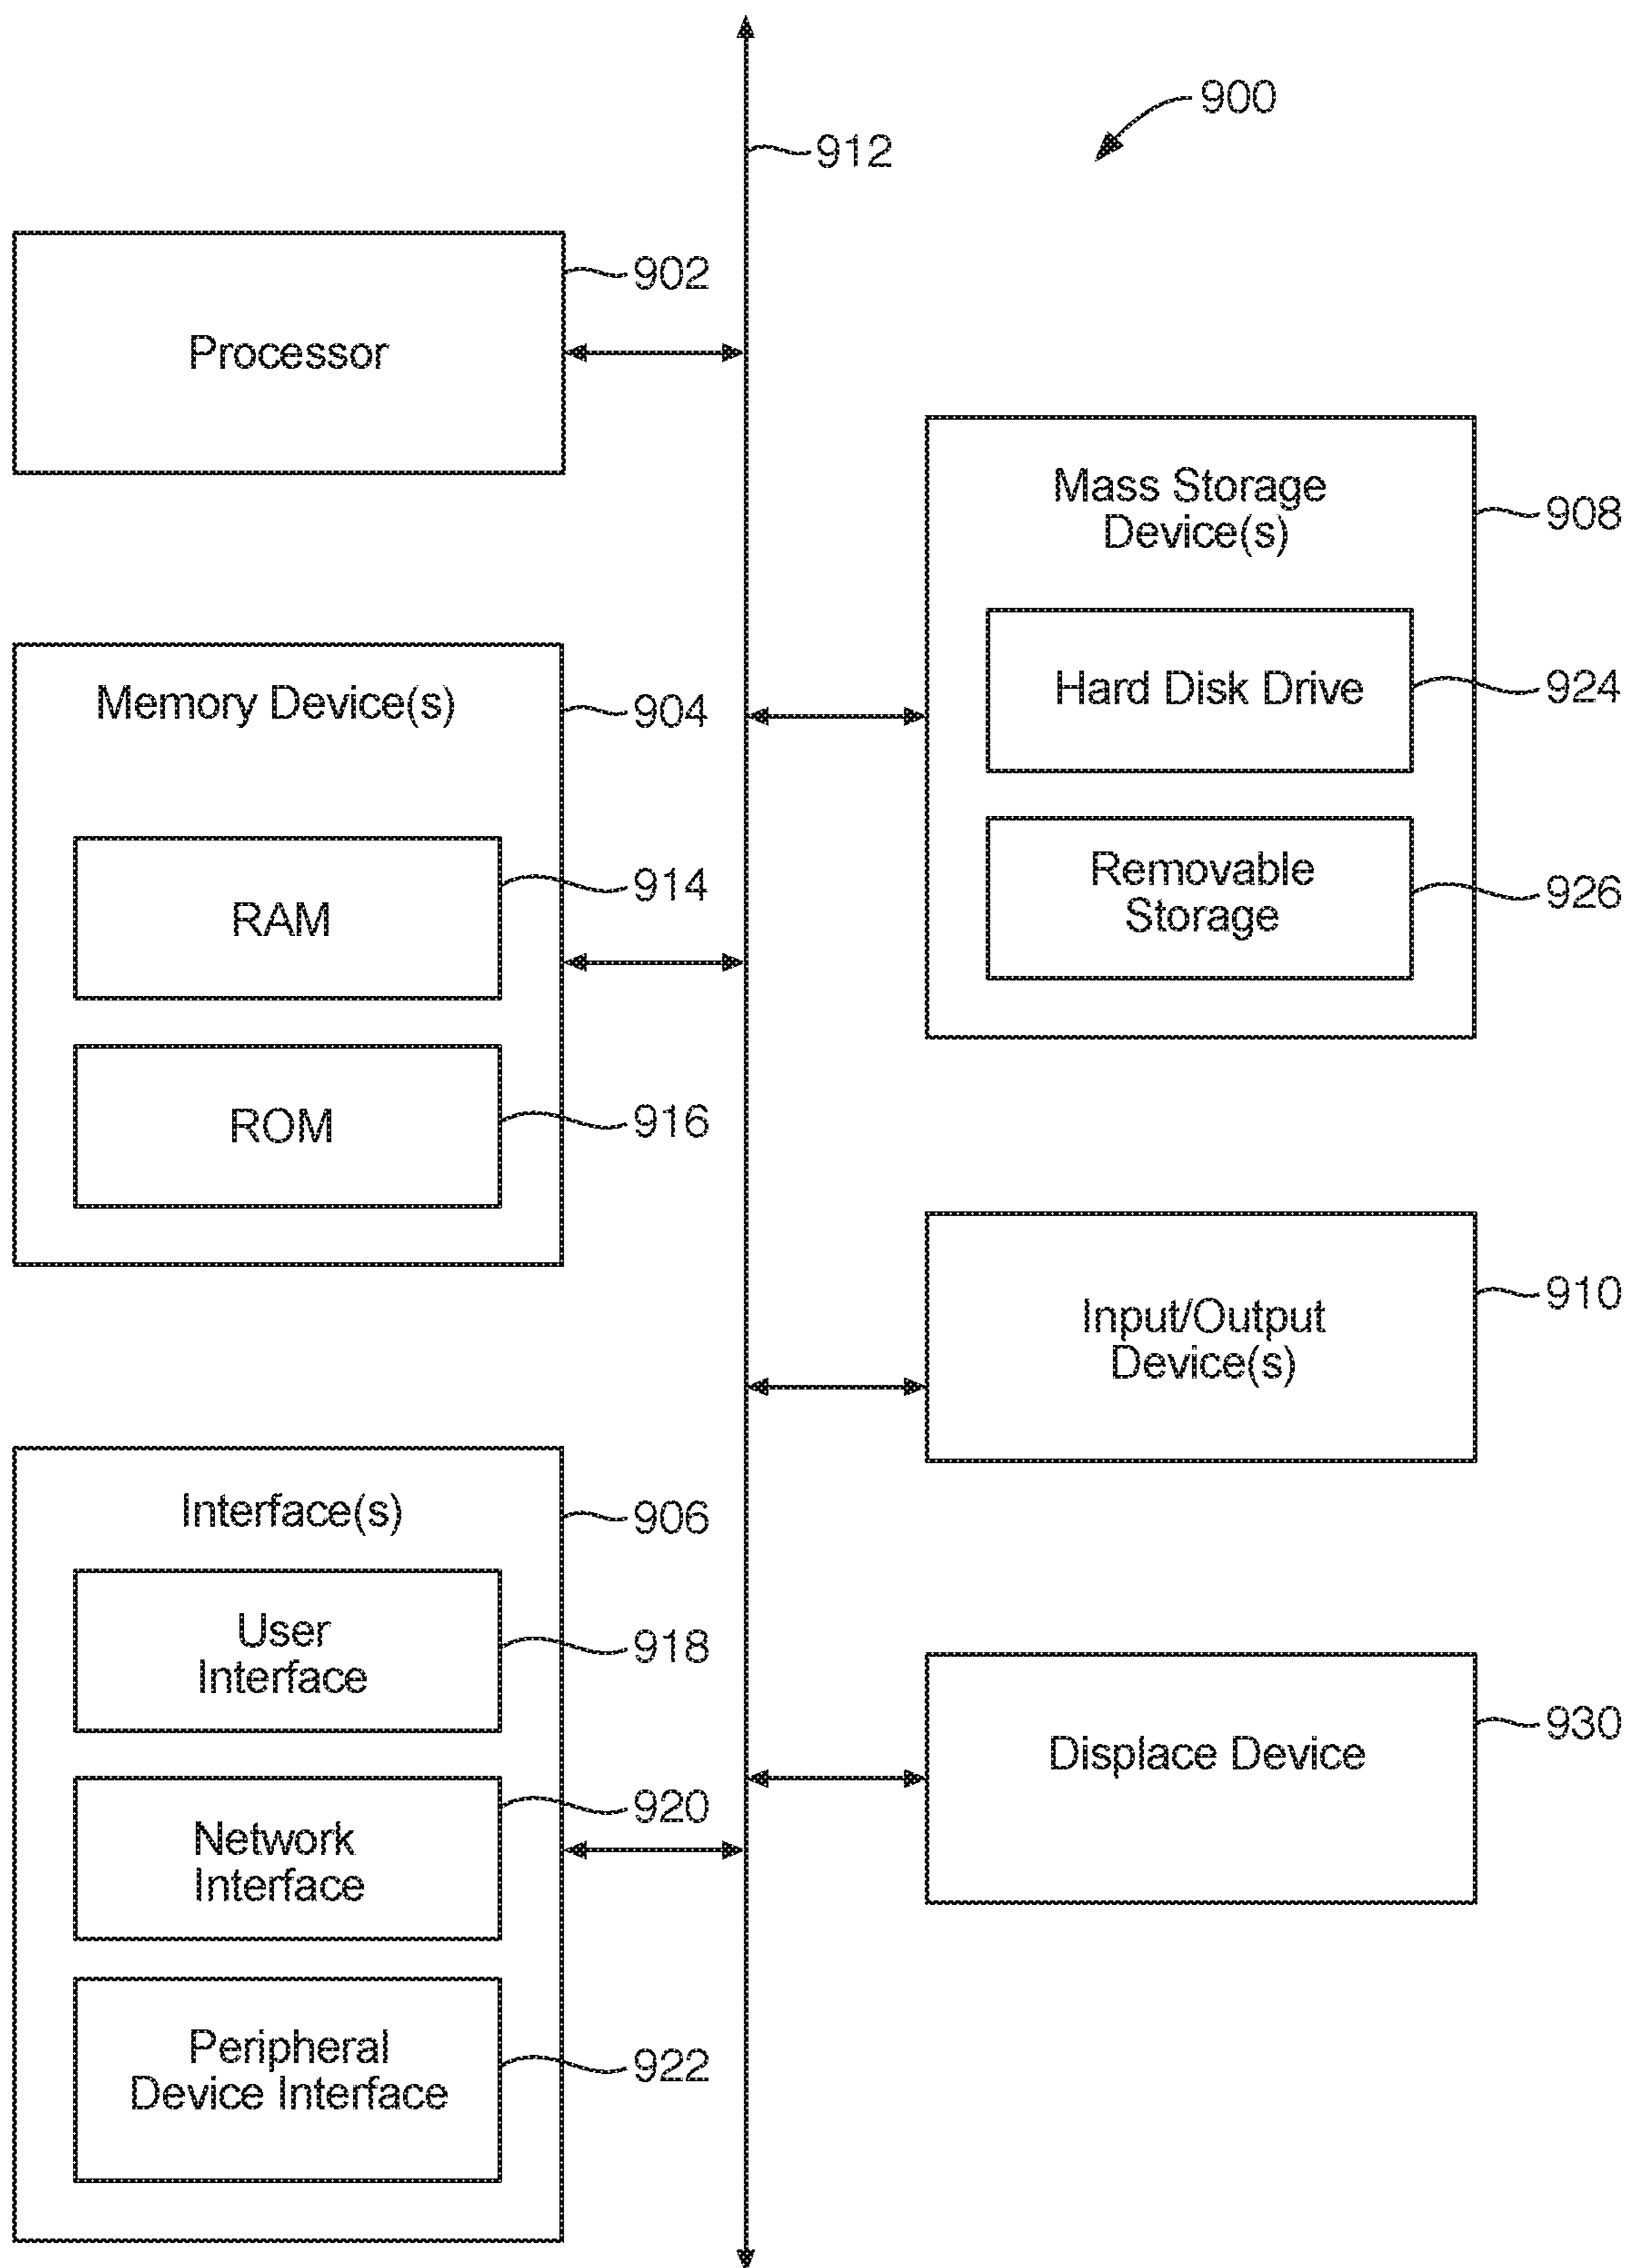 900
912
902
Processor
Mass Storage
Device(s)
908
Hard Disk Drive
924
Removable
Storage
926
Memory Device(s)
904
RAM
914
ROM
916
Input/Output
Device(s)
910
Interface(s)
906
User
Interface
918
Network
Interface
920
Peripheral
Device Interface
922
Displace Device
930